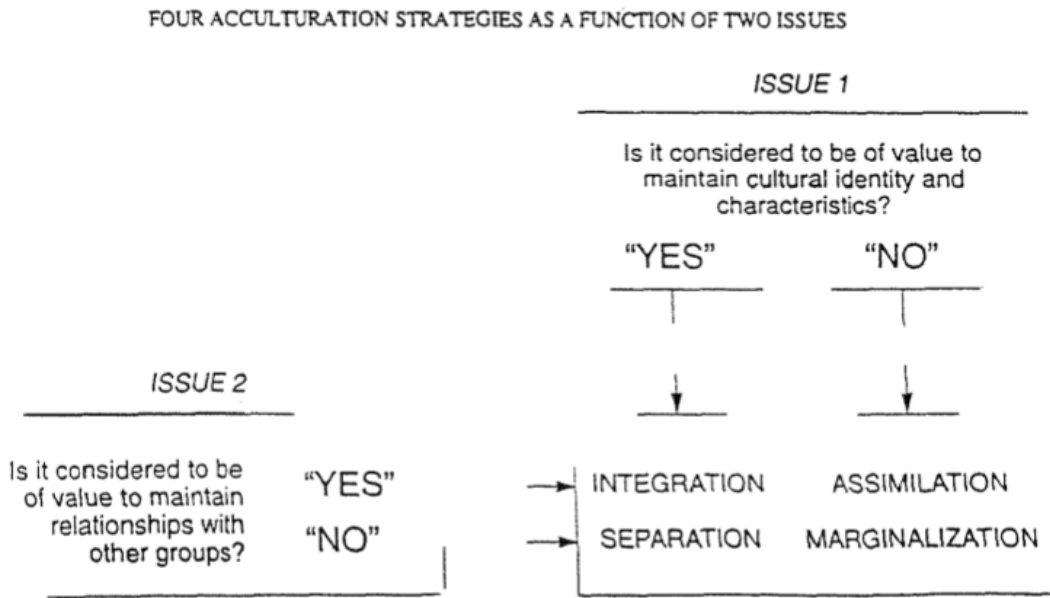 FOUR ACCULTURATION STRATEGIES AS A FUNCTION OF TWO ISSUES
ISSUE 1
Is it considered to be of value to
maintain cultural identity and
characteristics?
“YES” “NO”
ISSUE 2
Is it considered to be
of value to maintain
relationships with
other groups?
“YES”
“NO”
INTEGRATION ASSIMILATION
SEPARATION MARGINALIZATION